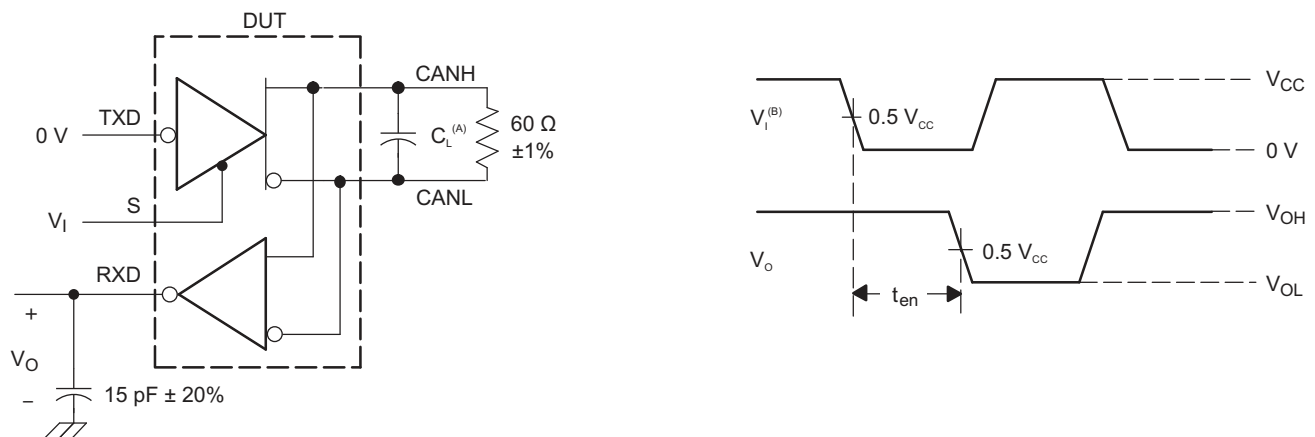 DUT
TXD
0 V
S
V_I
CANH
C_L^(A)
60 Ω
±1%
CANL
RXD
+
V_O
−
15 pF ± 20%
V_I^(B)
0.5 V_CC
V_CC
0 V
V_O
0.5 V_CC
V_OH
V_OL
t_en